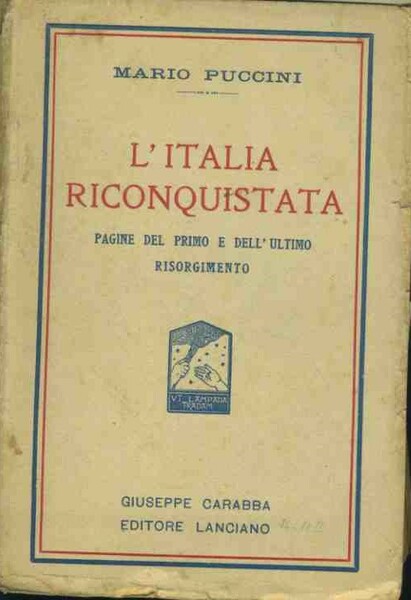 MARIO PUCCINI
L'ITALIA
RICONQUISTATA
PAGINE DEL PRIMO E DELL'ULTIMO
RISORGIMENTO
VT LAMPADA
TRADAM
GIUSEPPE CARABBA
EDITORE LANCIANO